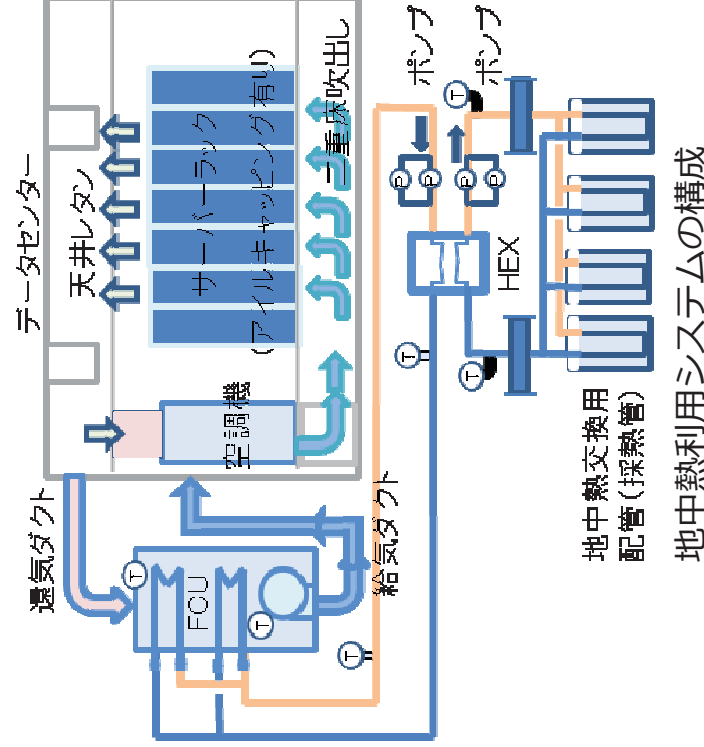 データセンター
天井レタン
サーバーラック
(アイルキャッピング有り)
二重床吹出し
空調機
還気ダクト
FCU
T
T
給気ダクト
T
T
T
T
ポンプ
ポンプ
P
P
P
P
HEX
地中熱交換用
配管(採熱管)
地中熱利用システムの構成